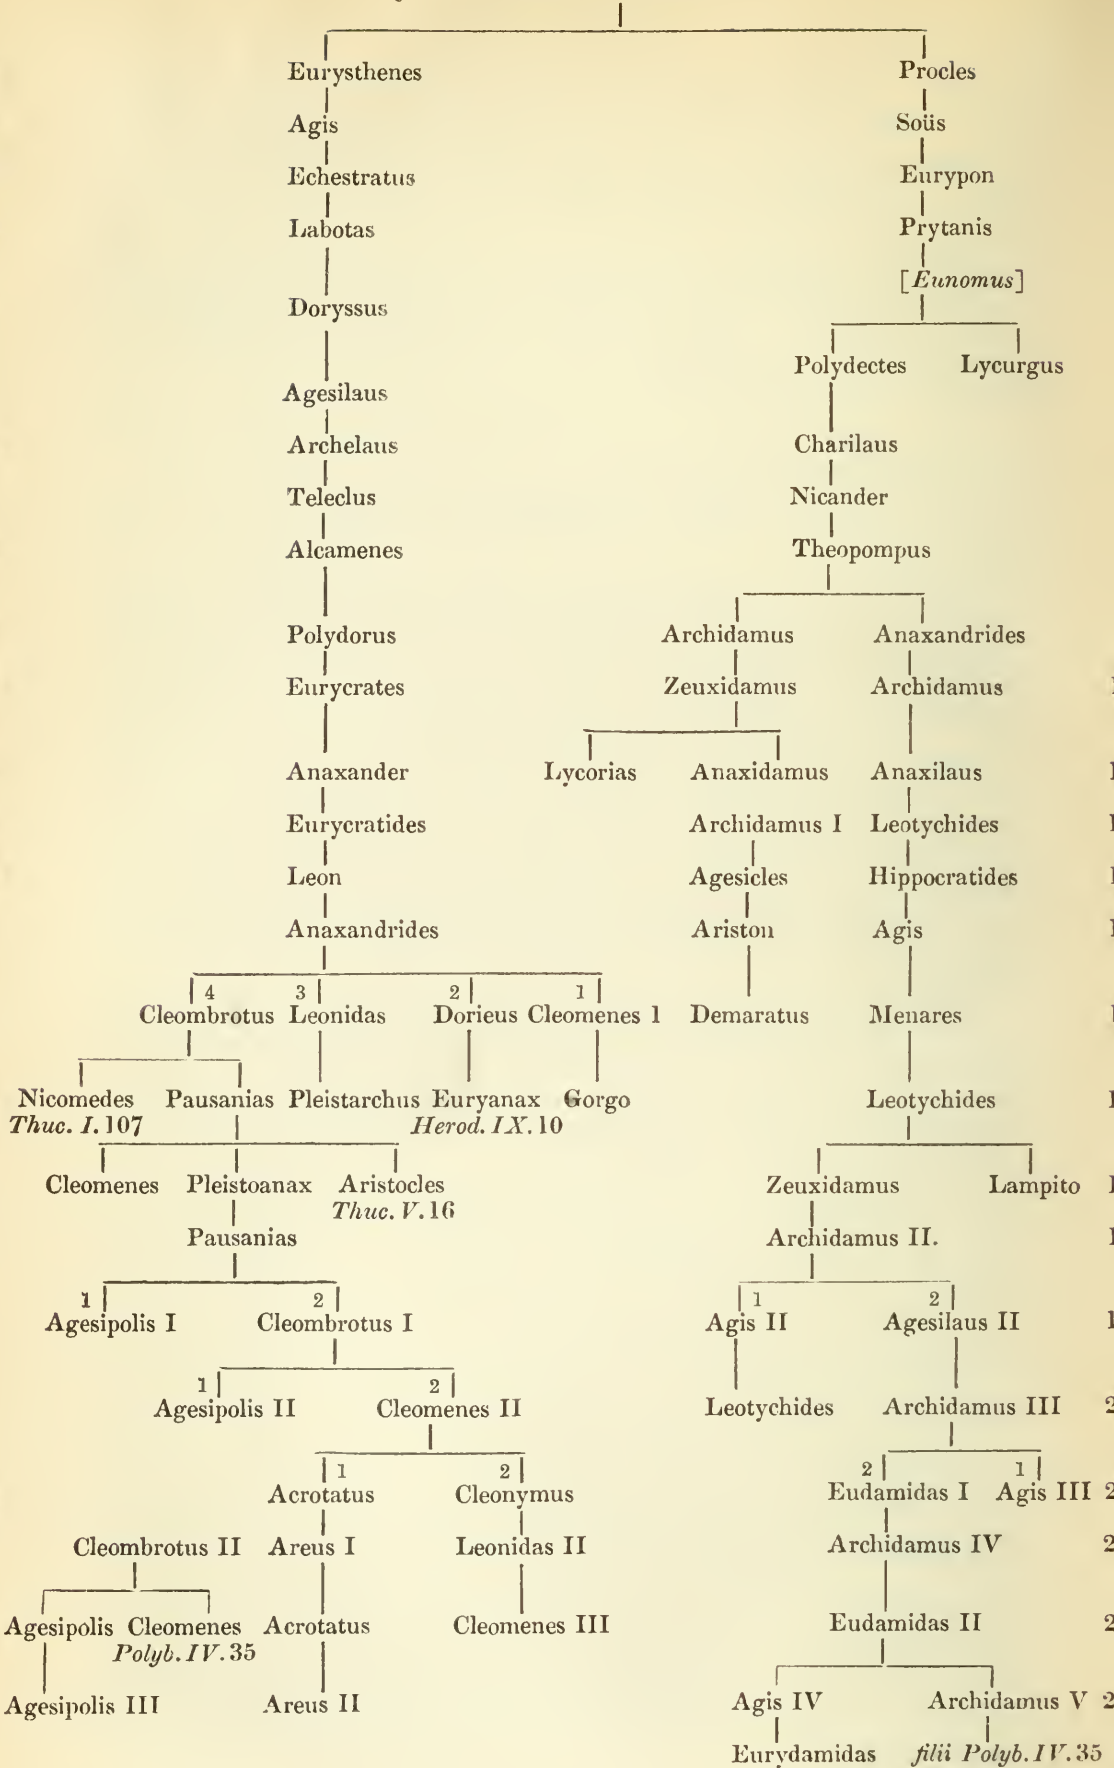 Eurysthenes Procles
Agis Soüs
Echestratus Eurypon
Labotas Prytanis
[Eunomus]
Doryssus
Polydectes Lycurgus
Agesilaus
Archelaus Charilaus
Teleclus Nicander
Alcamenes Theopompus
Polydorus Archidamus Anaxandrides
Eurycrates Zeuxidamus Archidamus
Anaxander Lycorias Anaxidamus Anaxilaus
Eurycratides Archidamus I Leotychides
Leon Agesicles Hippocratides
Anaxandrides Ariston Agis
4 3 2 1
Cleombrotus Leonidas Dorieus Cleomenes 1 Demaratus Menares
Nicomedes Pausanias Pleistarchus Euryanax Gorgo Leotychides
Thuc. I. 107 Herod. IX. 10
Cleomenes Pleistoanax Aristocles Zeuxidamus Lampito
Thuc. V. 16
Pausanias Archidamus II.
1 2 1 2
Agesipolis I Cleombrotus I Agis II Agesilaus II
1 2
Agesipolis II Cleomenes II Leotychides Archidamus III 2
1 2 2 1
Acrotatus Cleonymus Eudamidas I Agis III 2
Cleombrotus II Areus I Leonidas II Archidamus IV 2
Agesipolis Cleomenes Acrotatus Cleomenes III Eudamidas II 2
Polyb. IV. 35
Agesipolis III Areus II Agis IV Archidamus V 2
Eurydamidas filii Polyb. IV. 35